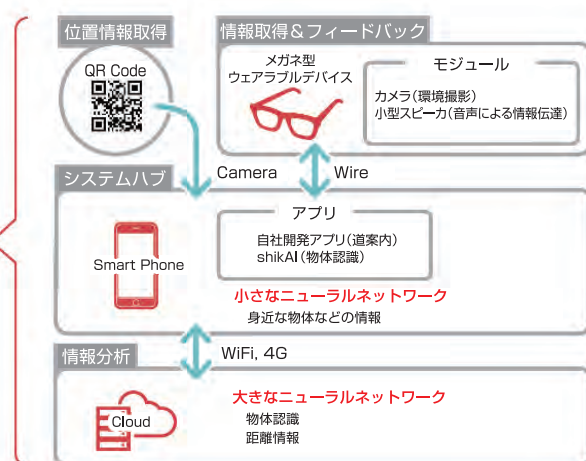 位置情報取得
QR Code
情報取得&フィードバック
メガネ型
ウェアラブルデバイス
モジュール
カメラ(環境撮影)
小型スピーカ(音声による情報伝達)
Camera
Wire
システムハブ
Smart Phone
アプリ
自社開発アプリ(道案内)
shikAI(物体認識)
小さなニューラルネットワーク
身近な物体などの情報
WiFi, 4G
情報分析
Cloud
大きなニューラルネットワーク
物体認識
距離情報